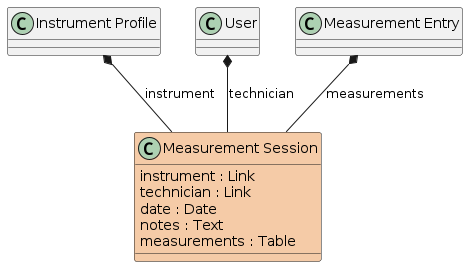 C Instrument Profile
C User
C Measurement Entry
instrument
technician
measurements
C Measurement Session
instrument : Link
technician : Link
date : Date
notes : Text
measurements : Table